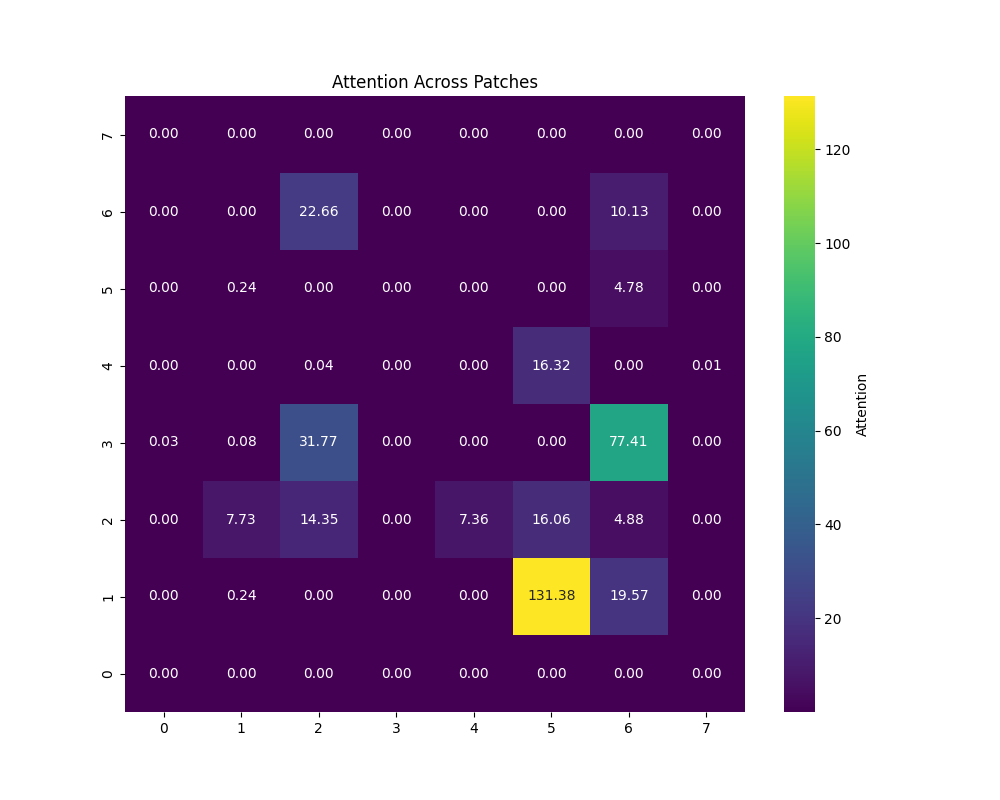 Attention Across Patches
7 0.00 0.00 0.00 0.00 0.00 0.00 0.00 0.00
6 0.00 0.00 22.66 0.00 0.00 0.00 10.13 0.00
5 0.00 0.24 0.00 0.00 0.00 0.00 4.78 0.00
4 0.00 0.00 0.04 0.00 0.00 16.32 0.00 0.01
3 0.03 0.08 31.77 0.00 0.00 0.00 77.41 0.00
2 0.00 7.73 14.35 0.00 7.36 16.06 4.88 0.00
1 0.00 0.24 0.00 0.00 0.00 131.38 19.57 0.00
0 0.00 0.00 0.00 0.00 0.00 0.00 0.00 0.00
0 1 2 3 4 5 6 7
120
100
80
60
40
20
Attention